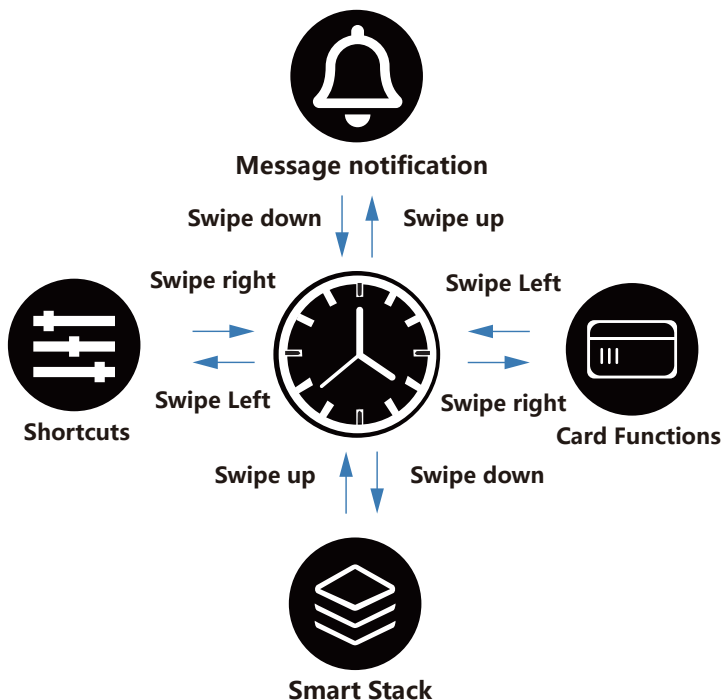 Message notification
Swipe down
Swipe up
Swipe right
Swipe Left
Swipe Left
Swipe right
Shortcuts
Card Functions
Swipe up
Swipe down
Smart Stack